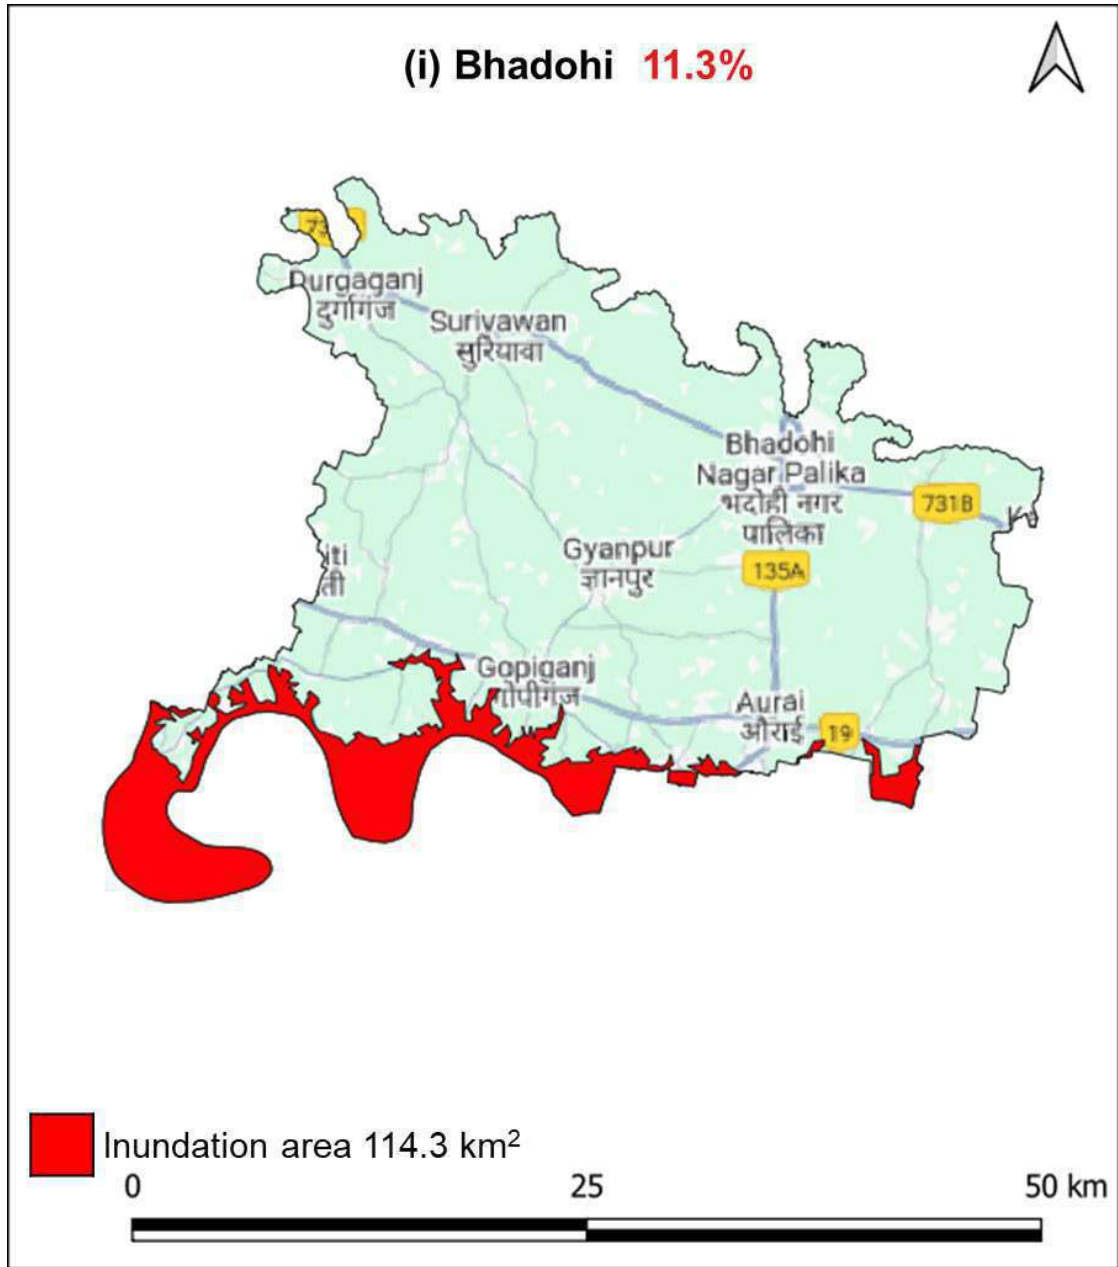 (i) Bhadohi 11.3%
73
Durgaganj
दुर्गागंज
Suriyawan
सुरियावा
Bhadohi
Nagar Palika
भदोही नगर
पालिका
731B
Gyanpur
ज्ञानपुर
135A
Gopiganj
गोपीगंज
Aurai
औराई
19
Inundation area 114.3 km²
0 25 50 km